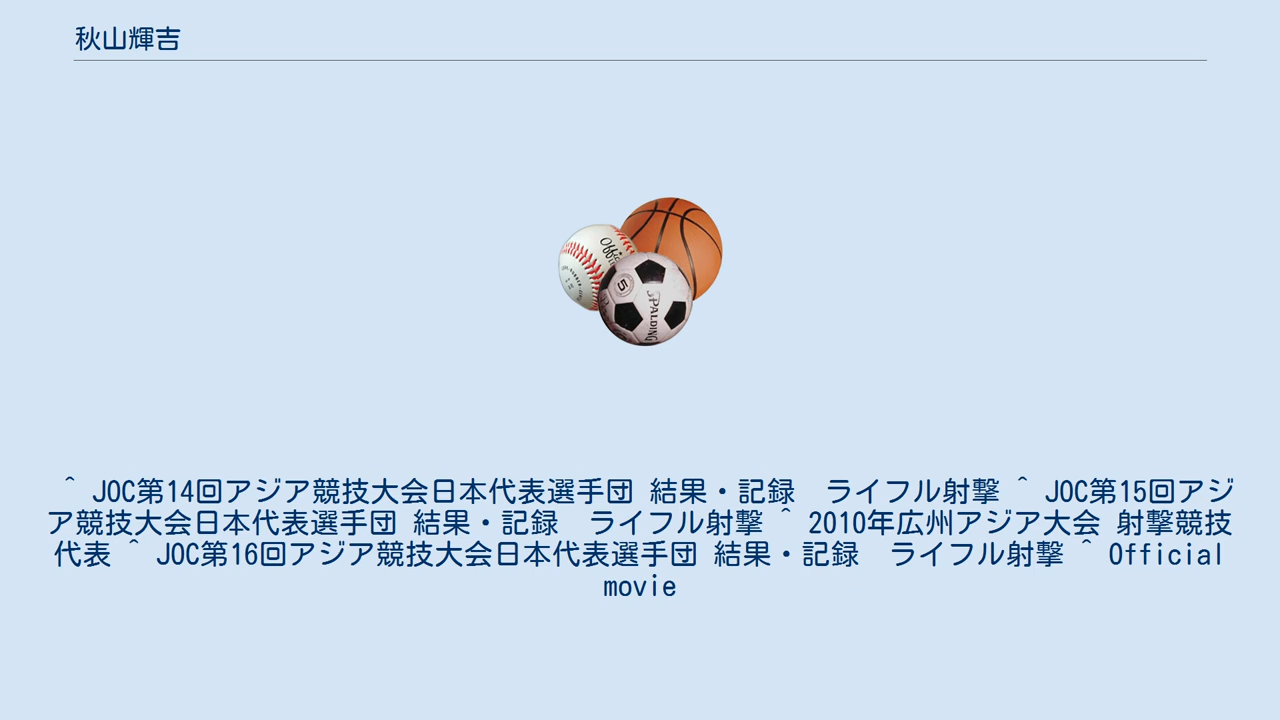 秋山輝吉
Offic
5
SPALDING
^ JOC第14回アジア競技大会日本代表選手団 結果・記録　ライフル射撃 ^ JOC第15回アジ
ア競技大会日本代表選手団 結果・記録　ライフル射撃 ^ 2010年広州アジア大会 射撃競技
代表 ^ JOC第16回アジア競技大会日本代表選手団 結果・記録　ライフル射撃 ^ Official
movie